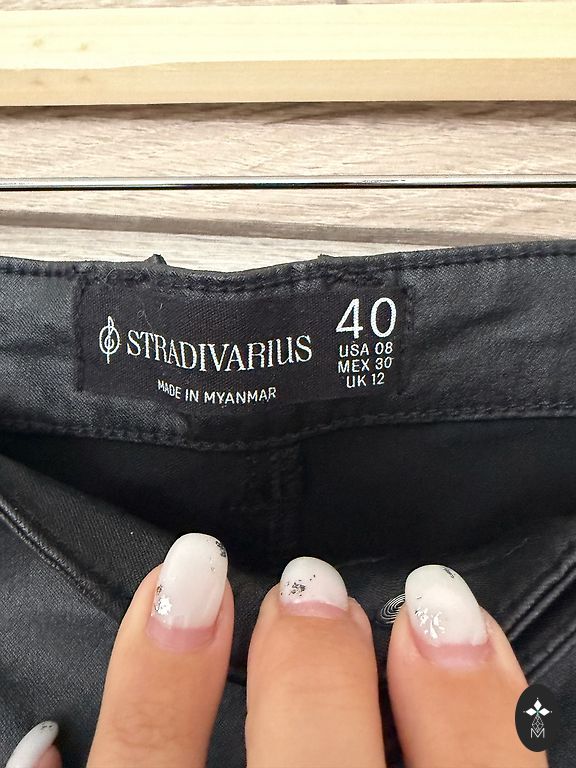 STRADIVARIUS
MADE IN MYANMAR
40
USA 08
MEX 30
UK 12
M